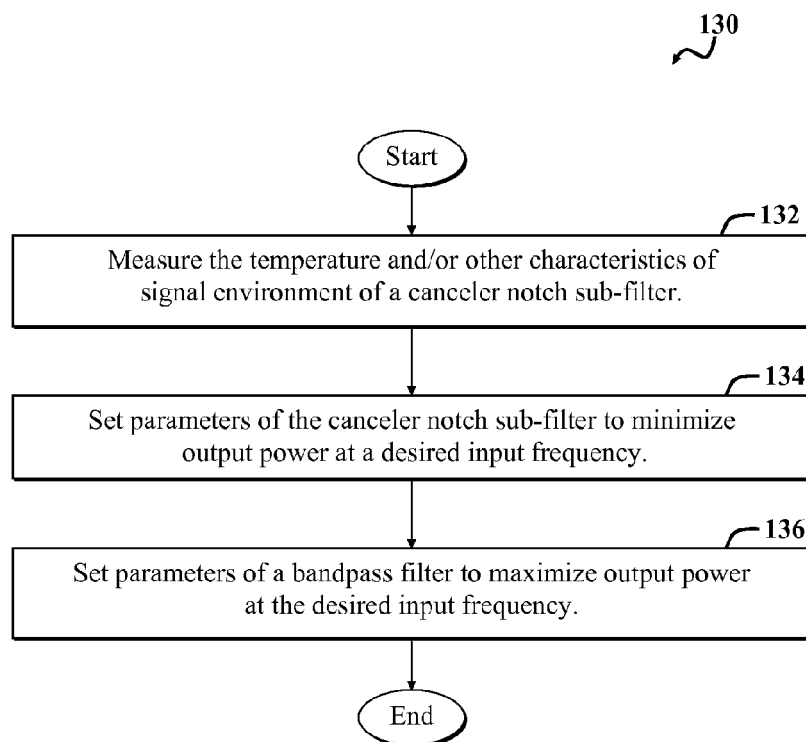 130
Start
132
Measure the temperature and/or other characteristics of
signal environment of a canceler notch sub-filter.
134
Set parameters of the canceler notch sub-filter to minimize
output power at a desired input frequency.
136
Set parameters of a bandpass filter to maximize output power
at the desired input frequency.
End